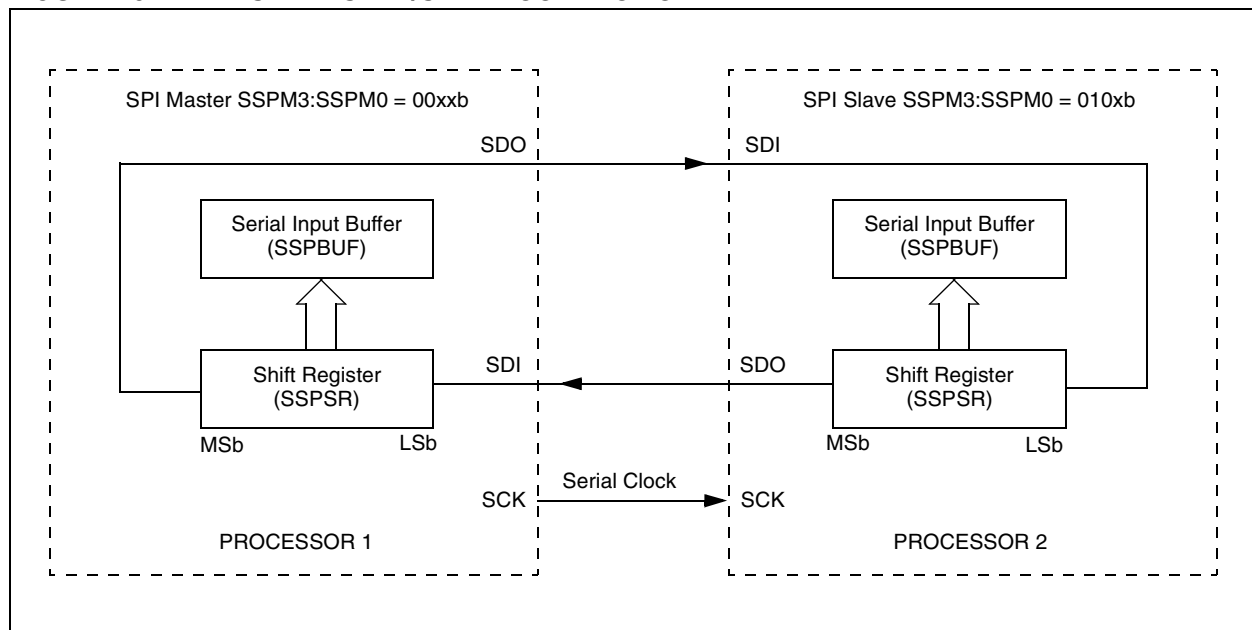 SPI Master SSPM3:SSPM0 = 00xxb
SPI Slave SSPM3:SSPM0 = 010xb
SDO
SDI
Serial Input Buffer
(SSPBUF)
Serial Input Buffer
(SSPBUF)
SDI
SDO
Shift Register
(SSPSR)
Shift Register
(SSPSR)
MSb
LSb
MSb
LSb
Serial Clock
SCK
SCK
PROCESSOR 1
PROCESSOR 2